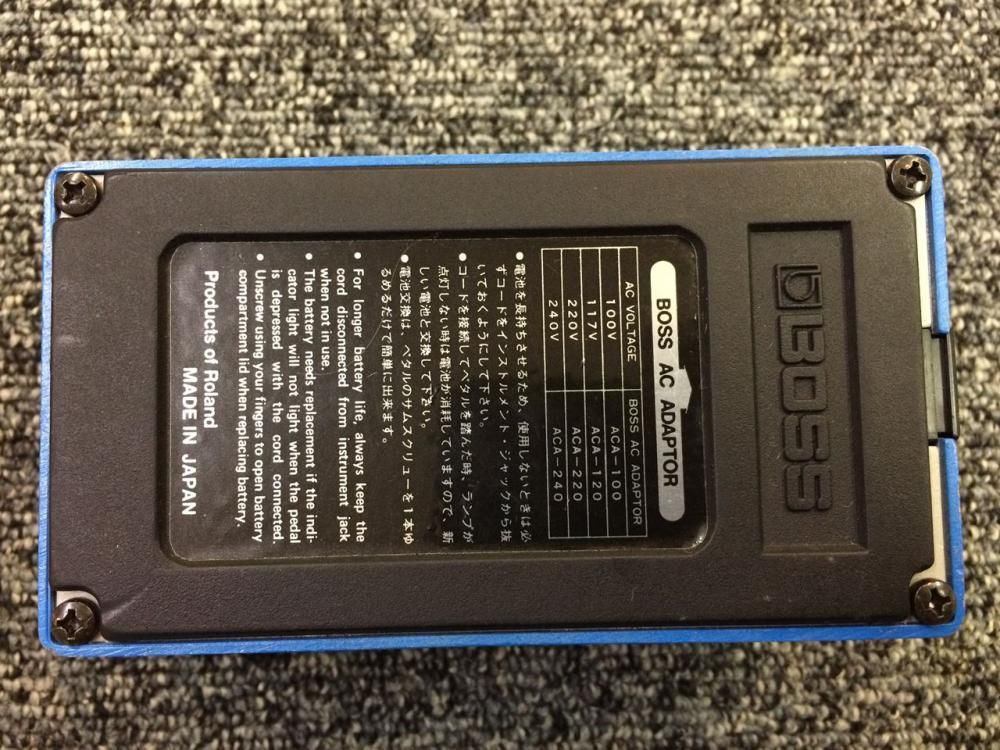 BOSS
BOSS AC ADAPTOR
AC VOLTAGE BOSS AC ADAPTOR
100V ACA-100
117V ACA-120
220V ACA-220
240V ACA-240
●電池を長持ちさせるため、使用しないときは必
ずコードをインストルメント・ジャックから抜
いておくようにして下さい。
●コードを接続してペダルを踏んだ時、ランプが
点灯しない時は電池が消耗していますので、新
しい電池と交換して下さい。
●電池交換は、ペタルのサムスクリューを1本ゆ
るめるだけで簡単に出来ます。
● For longer battery life, always keep the
cord disconnected from instrument jack
when not in use.
● The battery needs replacement if the indi-
cator light will not light when the pedal
is depressed with the cord connected.
● Unscrew using your fingers to open battery
compartment lid when replacing battery.
Products of Roland
MADE IN JAPAN